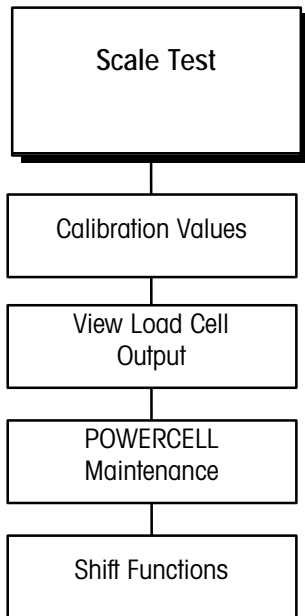 Scale Test
Calibration Values
View Load Cell
Output
POWERCELL
Maintenance
Shift Functions